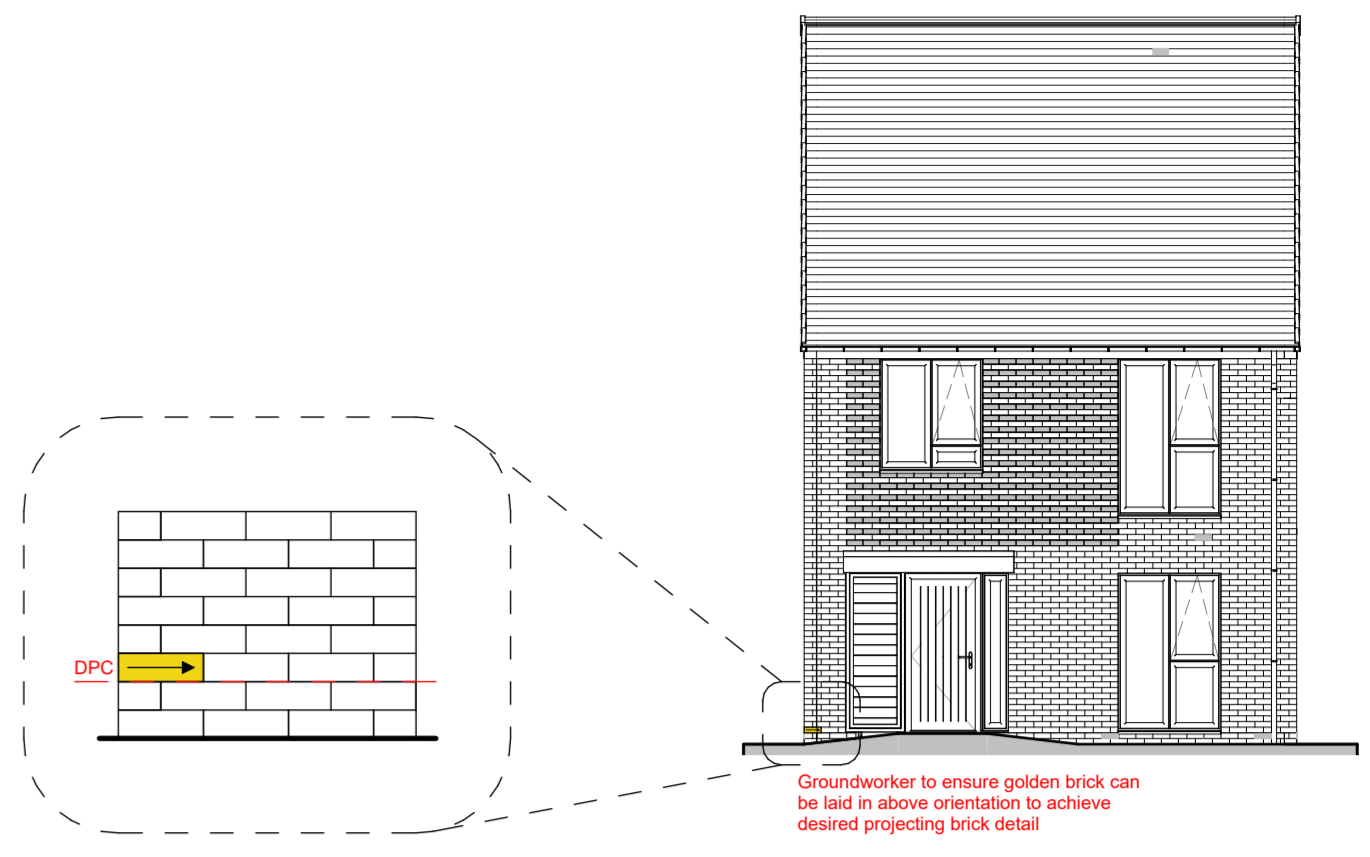 DPC
Groundworker to ensure golden brick can
be laid in above orientation to achieve
desired projecting brick detail